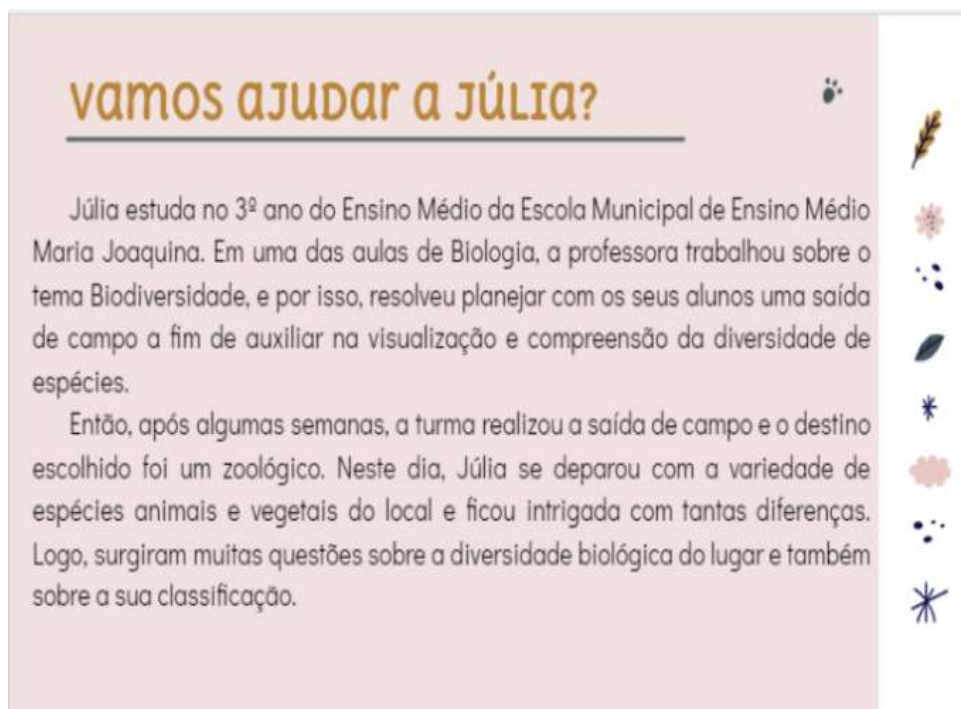 Vamos ajudar a Júlia?
Júlia estuda no 3º ano do Ensino Médio da Escola Municipal de Ensino Médio
Maria Joaquina. Em uma das aulas de Biologia, a professora trabalhou sobre o
tema Biodiversidade, e por isso, resolveu planejar com os seus alunos uma saída
de campo a fim de auxiliar na visualização e compreensão da diversidade de
espécies.
Então, após algumas semanas, a turma realizou a saída de campo e o destino
escolhido foi um zoológico. Neste dia, Júlia se deparou com a variedade de
espécies animais e vegetais do local e ficou intrigada com tantas diferenças.
Logo, surgiram muitas questões sobre a diversidade biológica do lugar e também
sobre a sua classificação.